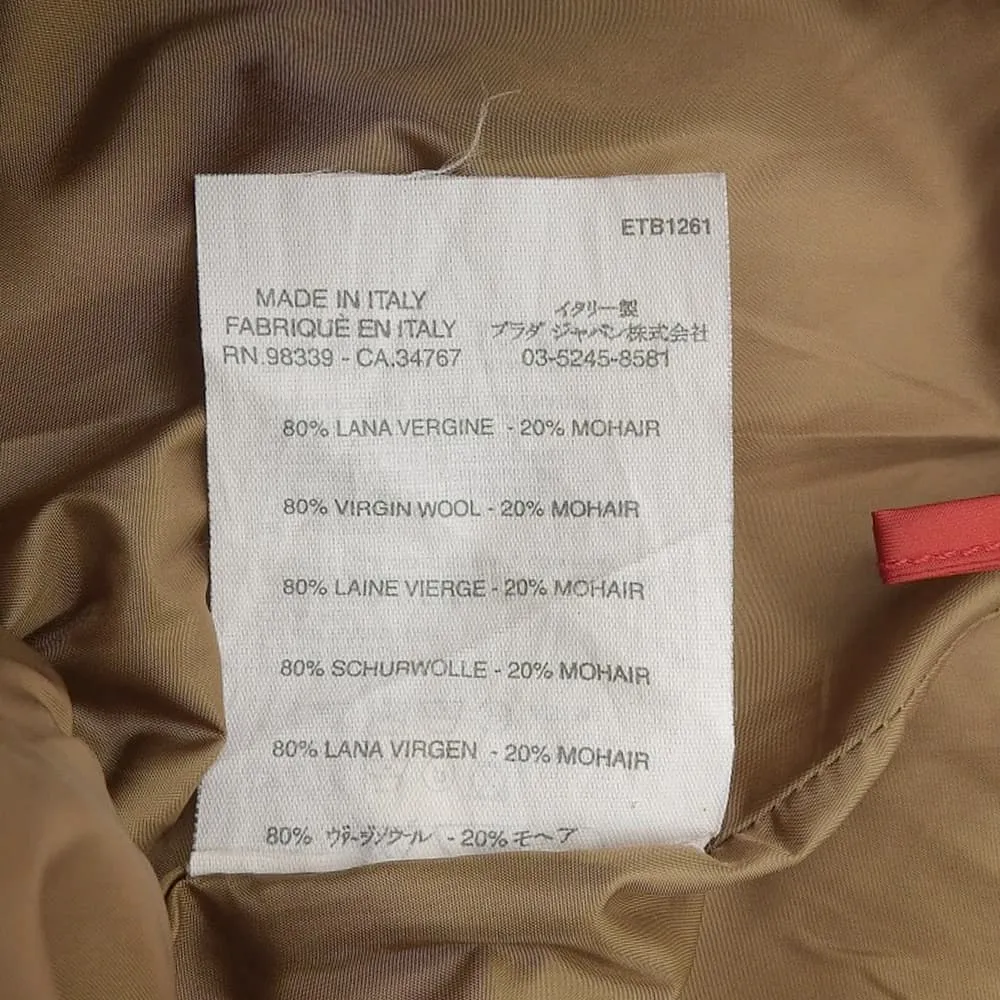 ETB1261
MADE IN ITALY
FABRIQUÈ EN ITALY
RN.98339 - CA.34767
イタリー製
プラダ ジャパン株式会社
03-5245-8581
80% LANA VERGINE - 20% MOHAIR
80% VIRGIN WOOL - 20% MOHAIR
80% LAINE VIERGE - 20% MOHAIR
80% SCHURWOLLE - 20% MOHAIR
80% LANA VIRGEN - 20% MOHAIR
80% ヴァージンウール - 20% モヘア